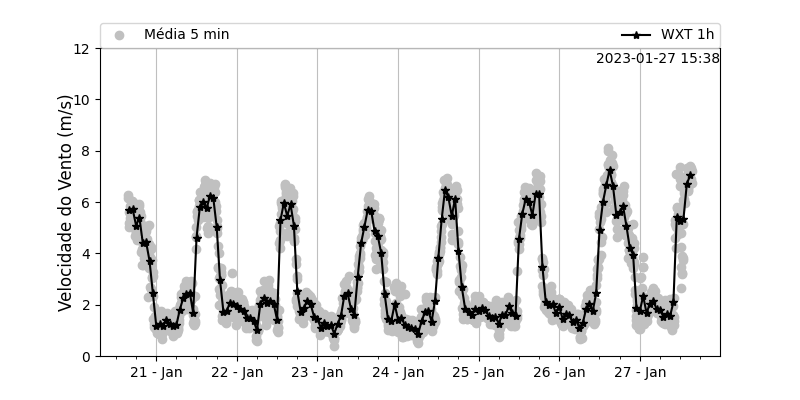 Média 5 min WXT 1h
2023-01-27 15:38
Velocidade do Vento (m/s)
12
10
8
6
4
2
0
21 - Jan 22 - Jan 23 - Jan 24 - Jan 25 - Jan 26 - Jan 27 - Jan